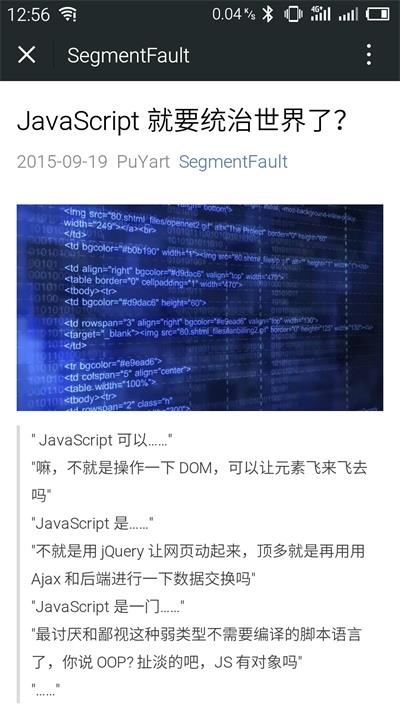 12:56 0.04 K/s 4G
SegmentFault
JavaScript 就要统治世界了？
2015-09-19 PuYart SegmentFault
<img src="80.shtml_files/opennet2.gif" alt="The Project" border="0" height="60"
width="249"></a><br>
</td>
<td bgcolor="#b0b190" width="1"><img src="80.shtml_files/
<td align="right" bgcolor="#d9dac6" valign="top" width="470">
<table border="0" cellpadding="1" width="470">
<tbody><tr>
<td bgcolor="#d9dac6" height="60">
<td rowspan="3" align="right" bgcolor="#e9ead6" valign="top" width="130">
<target="_blank"><img src="80.shtml_files/lanbilling2.gif" border="0" height="125" width="130"></a>
</td>
<tr bgcolor="#e9ead6">
<td colspan="5" align="center">
<table width="100%">
<tbody><tr>
<td rowspan="2" class="h"
" JavaScript 可以……"
"嘛，不就是操作一下 DOM，可以让元素飞来飞去
吗"
"JavaScript 是……"
"不就是用 jQuery 让网页动起来，顶多就是再用用
Ajax 和后端进行一下数据交换吗"
"JavaScript 是一门……"
"最讨厌和鄙视这种弱类型不需要编译的脚本语言
了，你说 OOP? 扯淡的吧，JS 有对象吗"
"……"